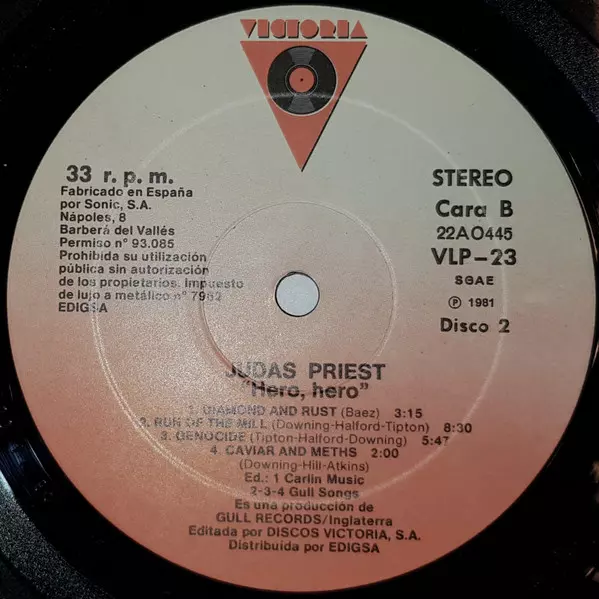 VICTORIA
33 r. p. m.
Fabricado en España
por Sonic, S.A.
Nápoles, 8
Barberá del Vallés
Permiso nº 93.085
Prohibida su utilización
pública sin autorización
de los propietarios. Impuesto
de lujo a metálico nº 7962
EDIGSA
STEREO
Cara B
22AO445
VLP-23
SGAE
Ⓟ 1981
Disco 2
JUDAS PRIEST
"Hero, hero"
1. DIAMOND AND RUST (Baez) 3:15
2. RUN OF THE MILL (Downing-Halford-Tipton) 8:30
3. GENOCIDE (Tipton-Halford-Downing) 5:47
4. CAVIAR AND METHS 2:00
(Downing-Hill-Atkins)
Ed.: 1 Carlin Music
2-3-4 Gull Songs
Es una producción de
GULL RECORDS/Inglaterra
Editada por DISCOS VICTORIA, S.A.
Distribuida por EDIGSA